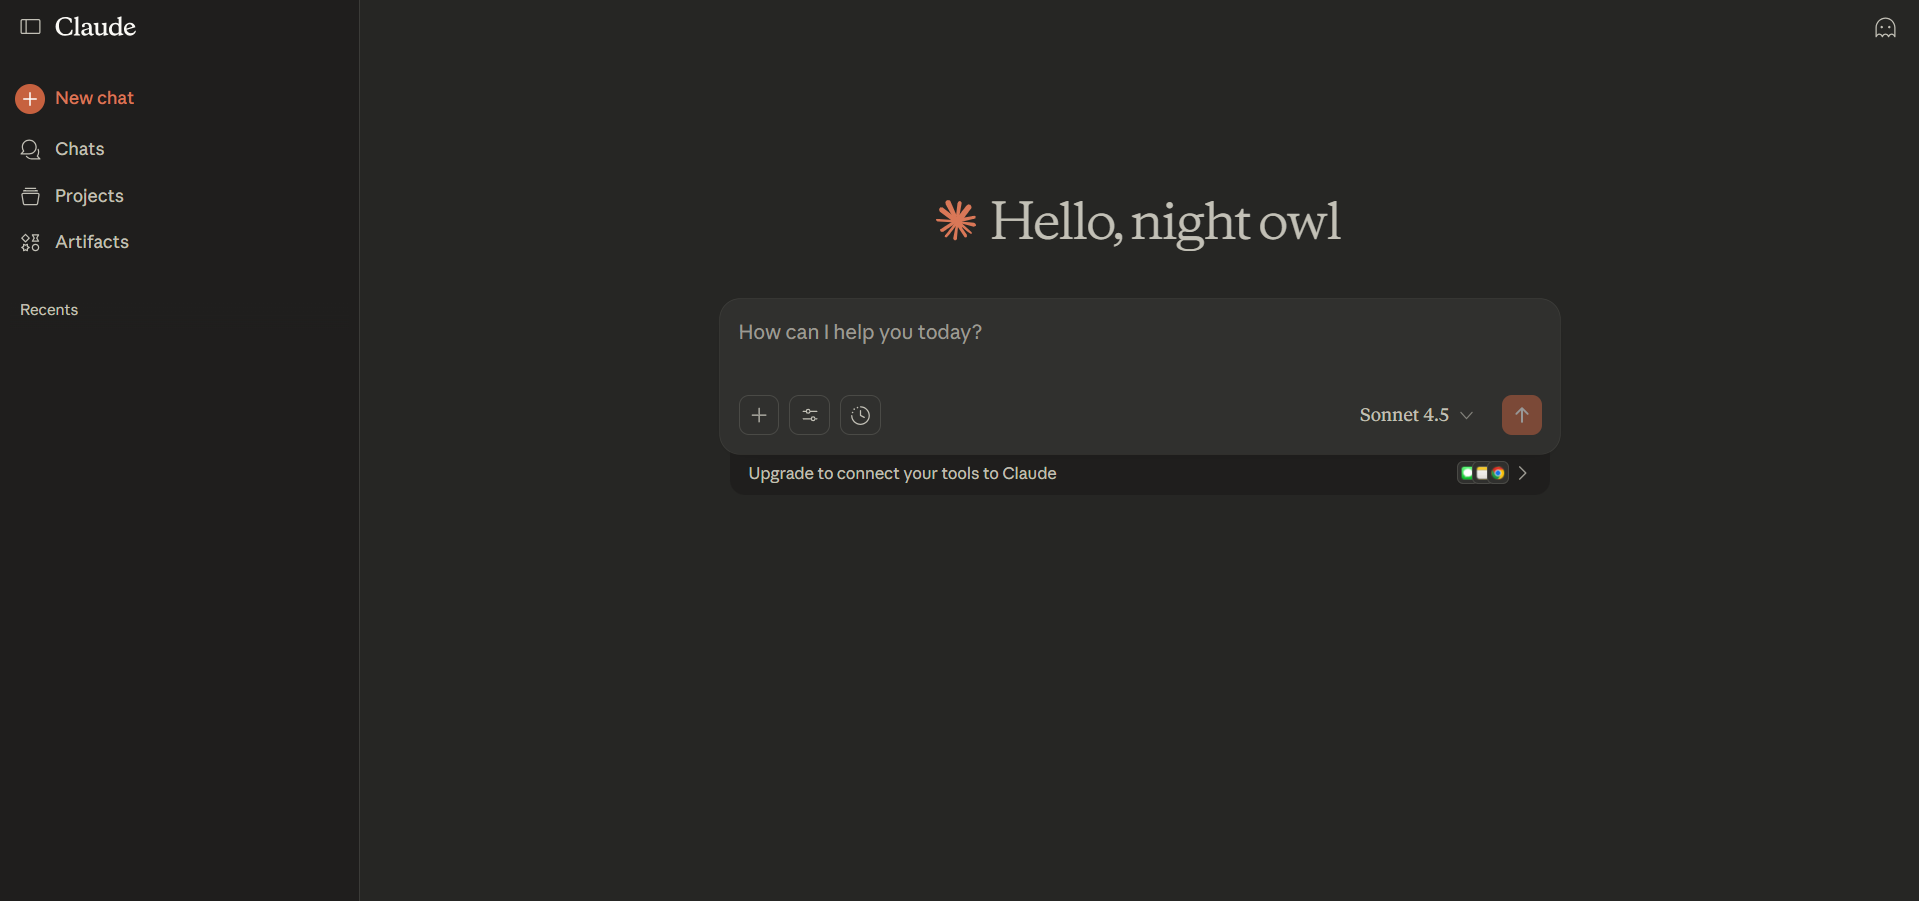 Claude
New chat
Chats
Projects
Artifacts
Recents
Hello, night owl
How can I help you today?
Sonnet 4.5
Upgrade to connect your tools to Claude